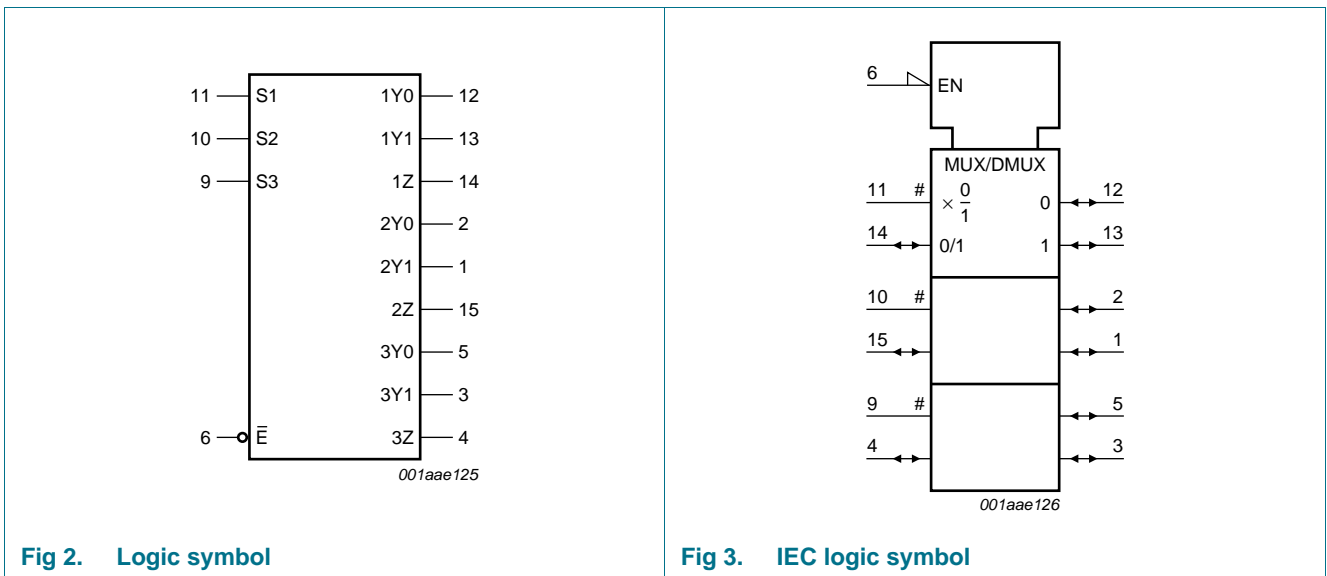 11 S1 1Y0 12
10 S2 1Y1 13
9 S3 1Z 14
2Y0 2
2Y1 1
2Z 15
3Y0 5
3Y1 3
6 E̅ 3Z 4
001aae125
Fig 2. Logic symbol
6 EN
MUX/DMUX
11 # × 0/1 0 12
14 0/1 1 13
10 # 2
15 1
9 # 5
4 3
001aae126
Fig 3. IEC logic symbol